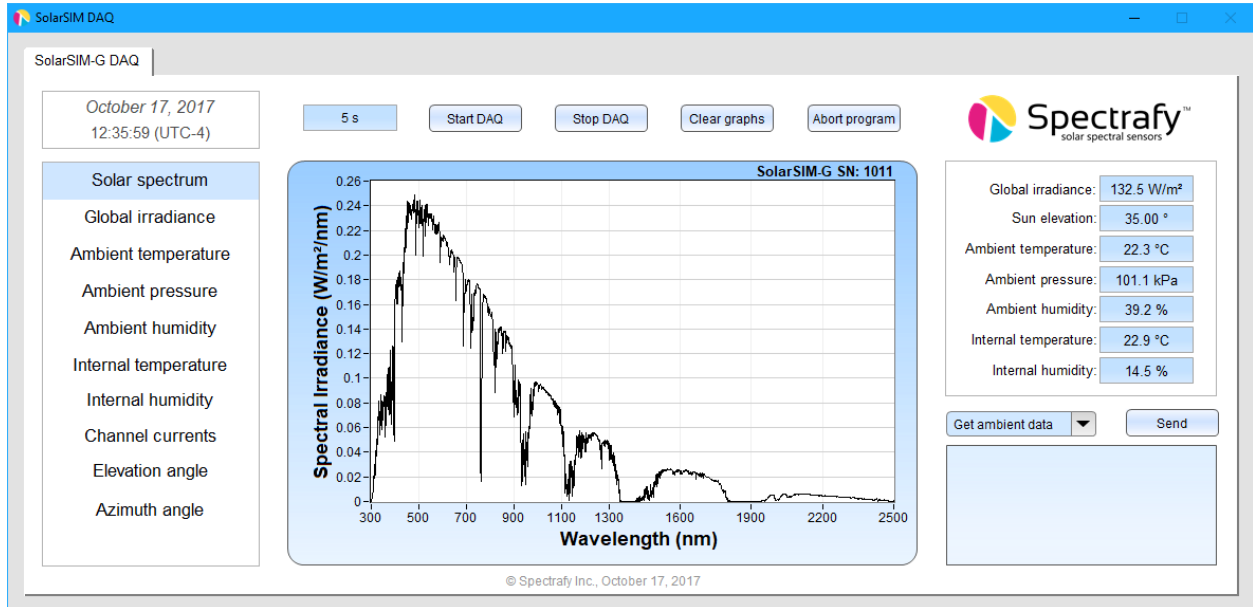 SolarSIM DAQ
SolarSIM-G DAQ
October 17, 2017
12:35:59 (UTC-4)
5 s
Start DAQ
Stop DAQ
Clear graphs
Abort program
Spectrafy™
solar spectral sensors
Solar spectrum
Global irradiance
Ambient temperature
Ambient pressure
Ambient humidity
Internal temperature
Internal humidity
Channel currents
Elevation angle
Azimuth angle
SolarSIM-G SN: 1011
Spectral Irradiance (W/m²/nm)
0.26
0.24
0.22
0.2
0.18
0.16
0.14
0.12
0.1
0.08
0.06
0.04
0.02
0
300 500 700 900 1100 1300 1600 1900 2200 2500
Wavelength (nm)
Global irradiance: 132.5 W/m²
Sun elevation: 35.00 °
Ambient temperature: 22.3 °C
Ambient pressure: 101.1 kPa
Ambient humidity: 39.2 %
Internal temperature: 22.9 °C
Internal humidity: 14.5 %
Get ambient data
Send
© Spectrafy Inc., October 17, 2017